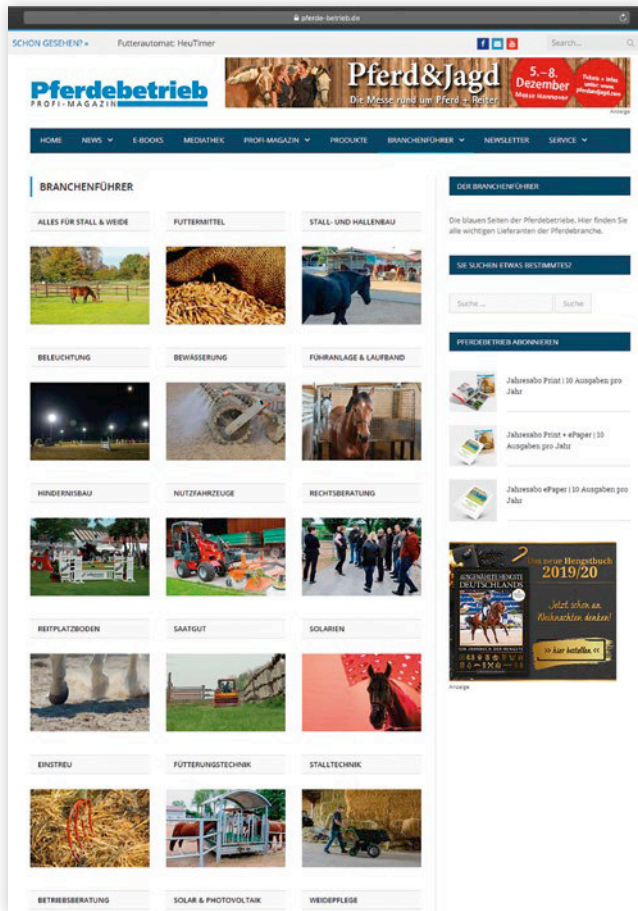 pferde-betrieb.de
SCHON GESEHEN? »
Futterautomat: HeuTimer
Search...
Pferdebetrieb
PROFI-MAGAZIN
Pferd & Jagd
Die Messe rund um Pferd + Reiter
5.–8.
Dezember
Messe Hannover
Tickets + Infos
unter: www.
pferdundjagd.com
Anzeige
HOME
NEWS
E-BOOKS
MEDIATHEK
PROFI-MAGAZIN
PRODUKTE
BRANCHENFÜHRER
NEWSLETTER
SERVICE
BRANCHENFÜHRER
ALLES FÜR STALL & WEIDE
FUTTERMITTEL
STALL- UND HALLENBAU
BELEUCHTUNG
BEWÄSSERUNG
FÜHRANLAGE & LAUFBAND
HINDERNISBAU
NUTZFAHRZEUGE
RECHTSBERATUNG
REITPLATZBODEN
SAATGUT
SOLARIEN
EINSTREU
FÜTTERUNGSTECHNIK
STALLTECHNIK
BETRIEBSBERATUNG
SOLAR & PHOTOVOLTAIK
WEIDEPFLEGE
DER BRANCHENFÜHRER
Die blauen Seiten der Pferdebetriebe. Hier finden Sie
alle wichtigen Lieferanten der Pferdebranche.
SIE SUCHEN ETWAS BESTIMMTES?
Suche ...
Suche
PFERDEBETRIEB ABONNIEREN
Jahresabo Print | 10 Ausgaben pro
Jahr
Jahresabo Print + ePaper | 10
Ausgaben pro Jahr
Jahresabo ePaper | 10 Ausgaben pro
Jahr
Das neue Hengstbuch
2019/20
AUSGEWÄHLTE HENGSTE
DEUTSCHLANDS
Jetzt schon an
Weihnachten denken!
>> hier bestellen <<
Anzeige